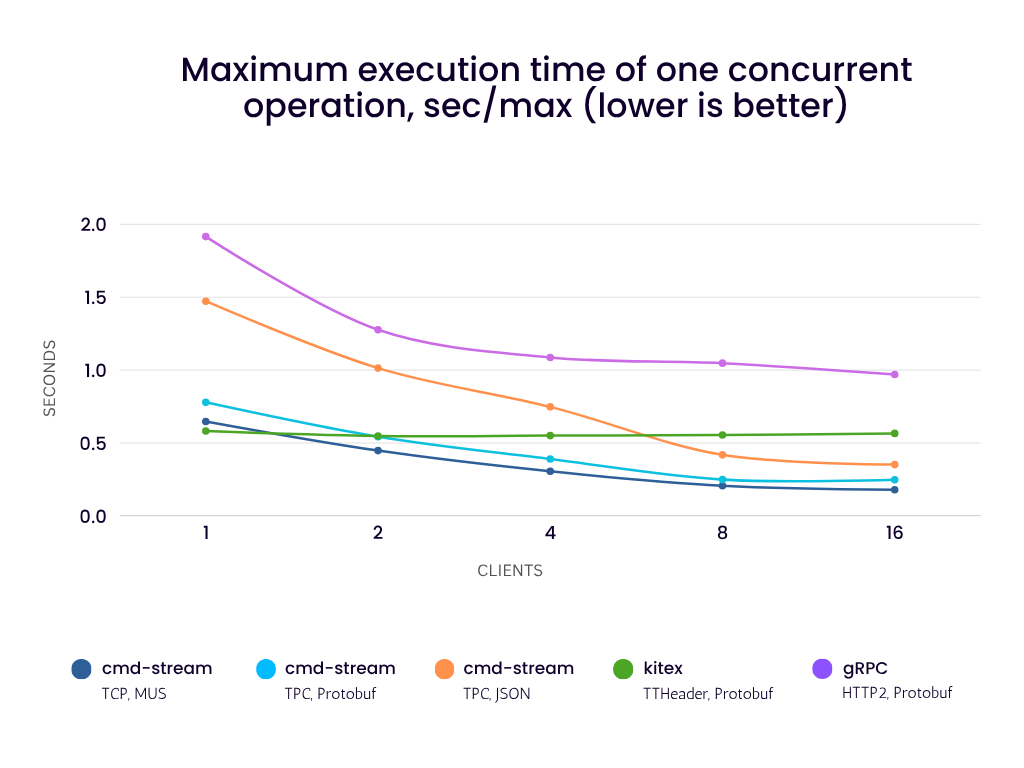 Maximum execution time of one concurrent
operation, sec/max (lower is better)
2.0
1.5
1.0
0.5
0.0
SECONDS
1 2 4 8 16
CLIENTS
cmd-stream cmd-stream cmd-stream kitex gRPC
TCP, MUS TPC, Protobuf TPC, JSON TTHeader, Protobuf HTTP2, Protobuf